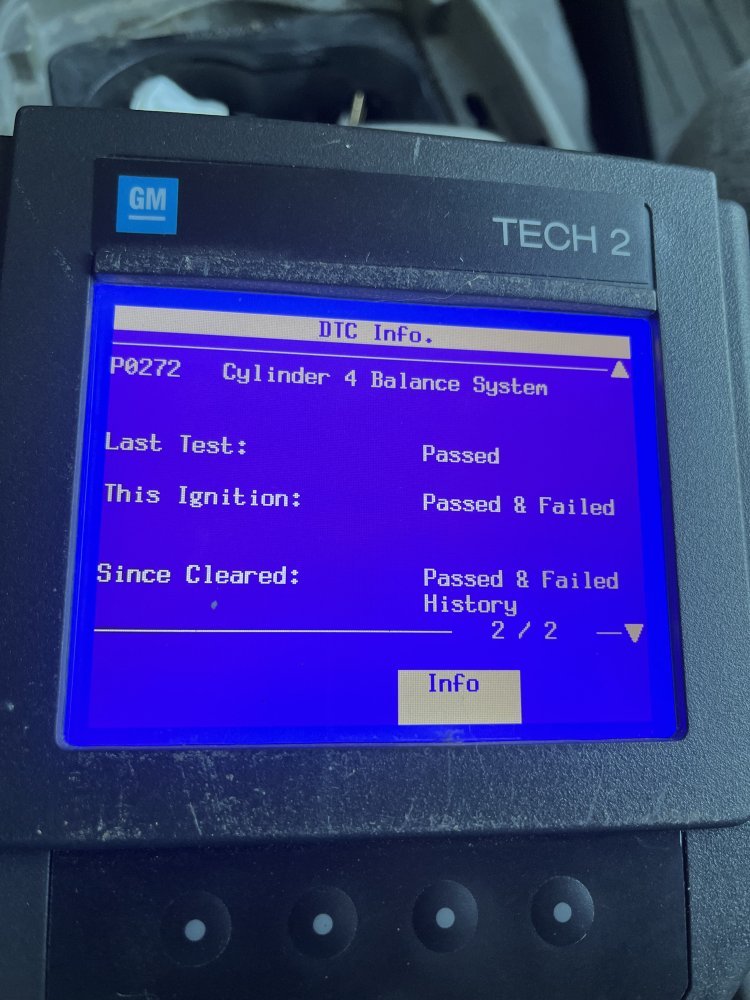 GM
TECH 2
DTC Info.
P0272 Cylinder 4 Balance System
Last Test: Passed
This Ignition: Passed & Failed
Since Cleared: Passed & Failed
History
2 / 2
Info